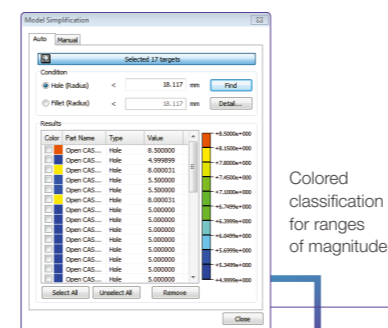 Model Simplification
Auto Manual
Selected 17 targets
Condition
Hole (Radius) < 18.117 mm Find
Fillet (Radius) < 18.117 mm Detail...
Results
Color Part Name Type Value
Open CAS... Hole 8.500000
Open CAS... Hole 4.999899
Open CAS... Hole 8.000031
Open CAS... Hole 5.500000
Open CAS... Hole 5.500000
Open CAS... Hole 8.000031
Open CAS... Hole 5.000000
Open CAS... Hole 5.000000
Open CAS... Hole 5.000000
Open CAS... Hole 5.000000
Open CAS... Hole 5.000000
Open CAS... Hole 5.000000
Open CAS... Hole 5.000000
+8.5000e+000
+8.1500e+000
+7.8000e+000
+7.4500e+000
+7.1000e+000
+6.7499e+000
+6.3999e+000
+6.0499e+000
+5.6999e+000
+5.3499e+000
+4.9999e+000
Select All Unselect All Remove
Close
Colored
classification
for ranges
of magnitude